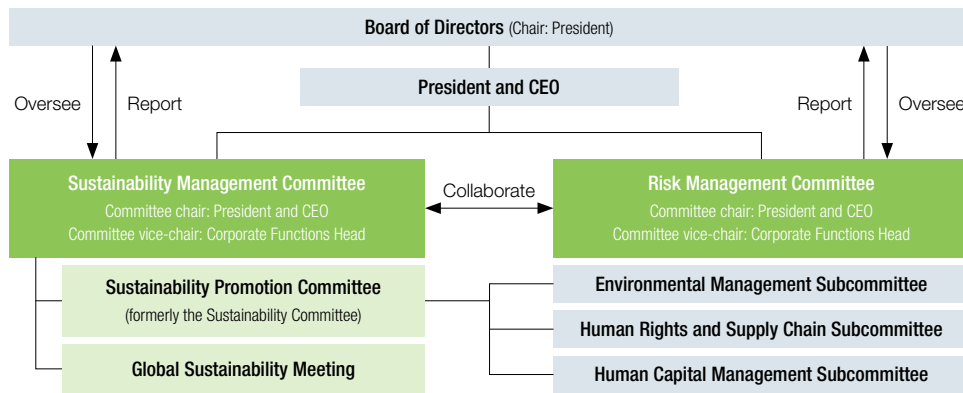 Board of Directors (Chair: President)
President and CEO
Oversee
Report
Report
Oversee
Sustainability Management Committee
Committee chair: President and CEO
Committee vice-chair: Corporate Functions Head
Collaborate
Risk Management Committee
Committee chair: President and CEO
Committee vice-chair: Corporate Functions Head
Sustainability Promotion Committee
(formerly the Sustainability Committee)
Global Sustainability Meeting
Environmental Management Subcommittee
Human Rights and Supply Chain Subcommittee
Human Capital Management Subcommittee